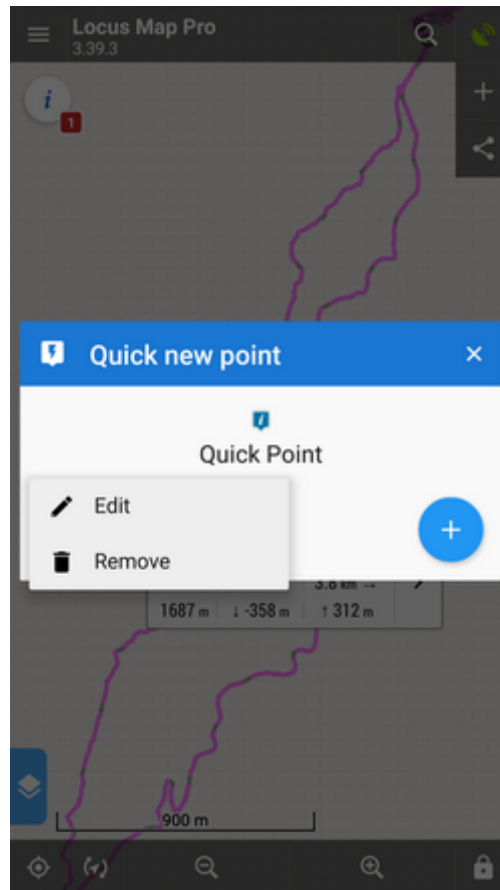 Locus Map Pro
3.39.3
i
1
Quick new point
Quick Point
Edit
Remove
3.8 km →
1687 m ↓ -358 m ↑ 312 m
900 m